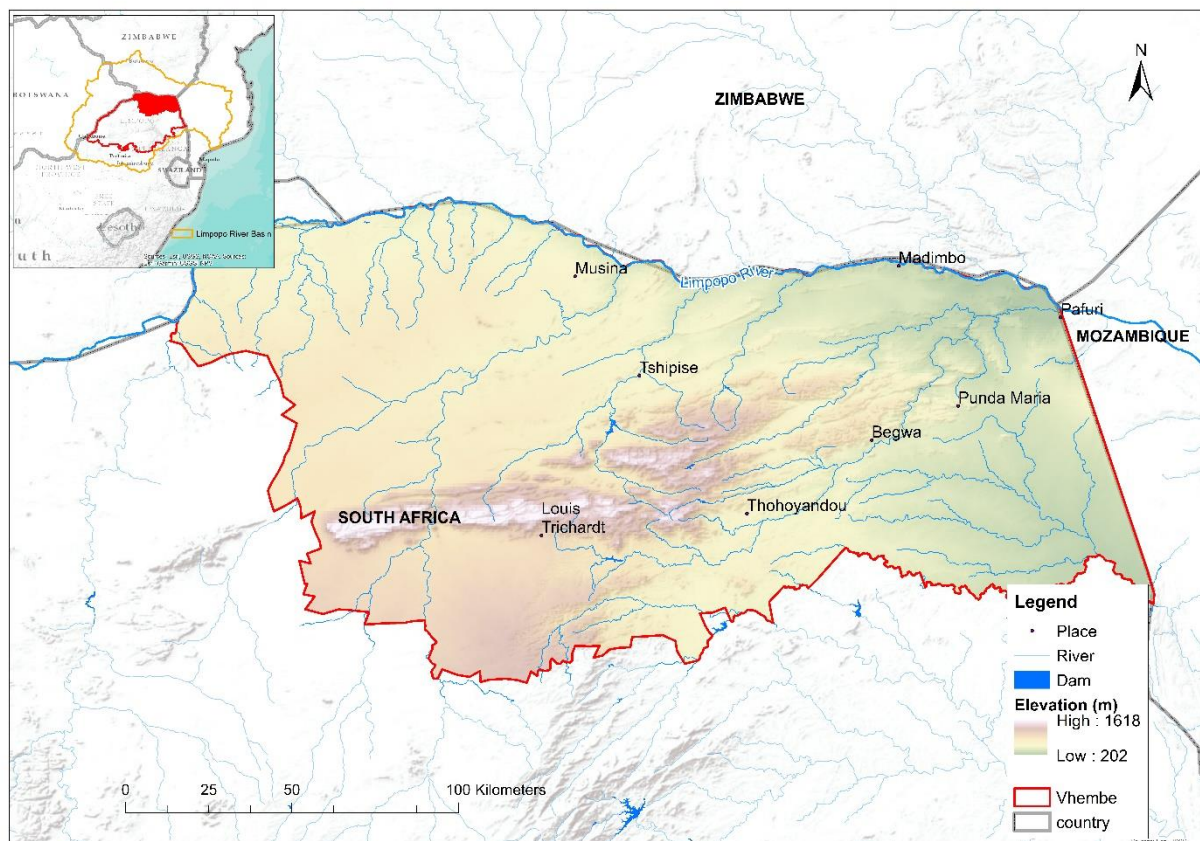 ZIMBABWE
BOTSWANA
SWAZILAND
Lesotho
uth
Limpopo River Basin
N
ZIMBABWE
Musina
Limpopo River
Madimbo
Pafuri
MOZAMBIQUE
Tshipise
Punda Maria
Begwa
SOUTH AFRICA
Louis
Trichardt
Thohoyandou
Legend
Place
River
Dam
Elevation (m)
High : 1618
Low : 202
Vhembe
country
0 25 50 100 Kilometers